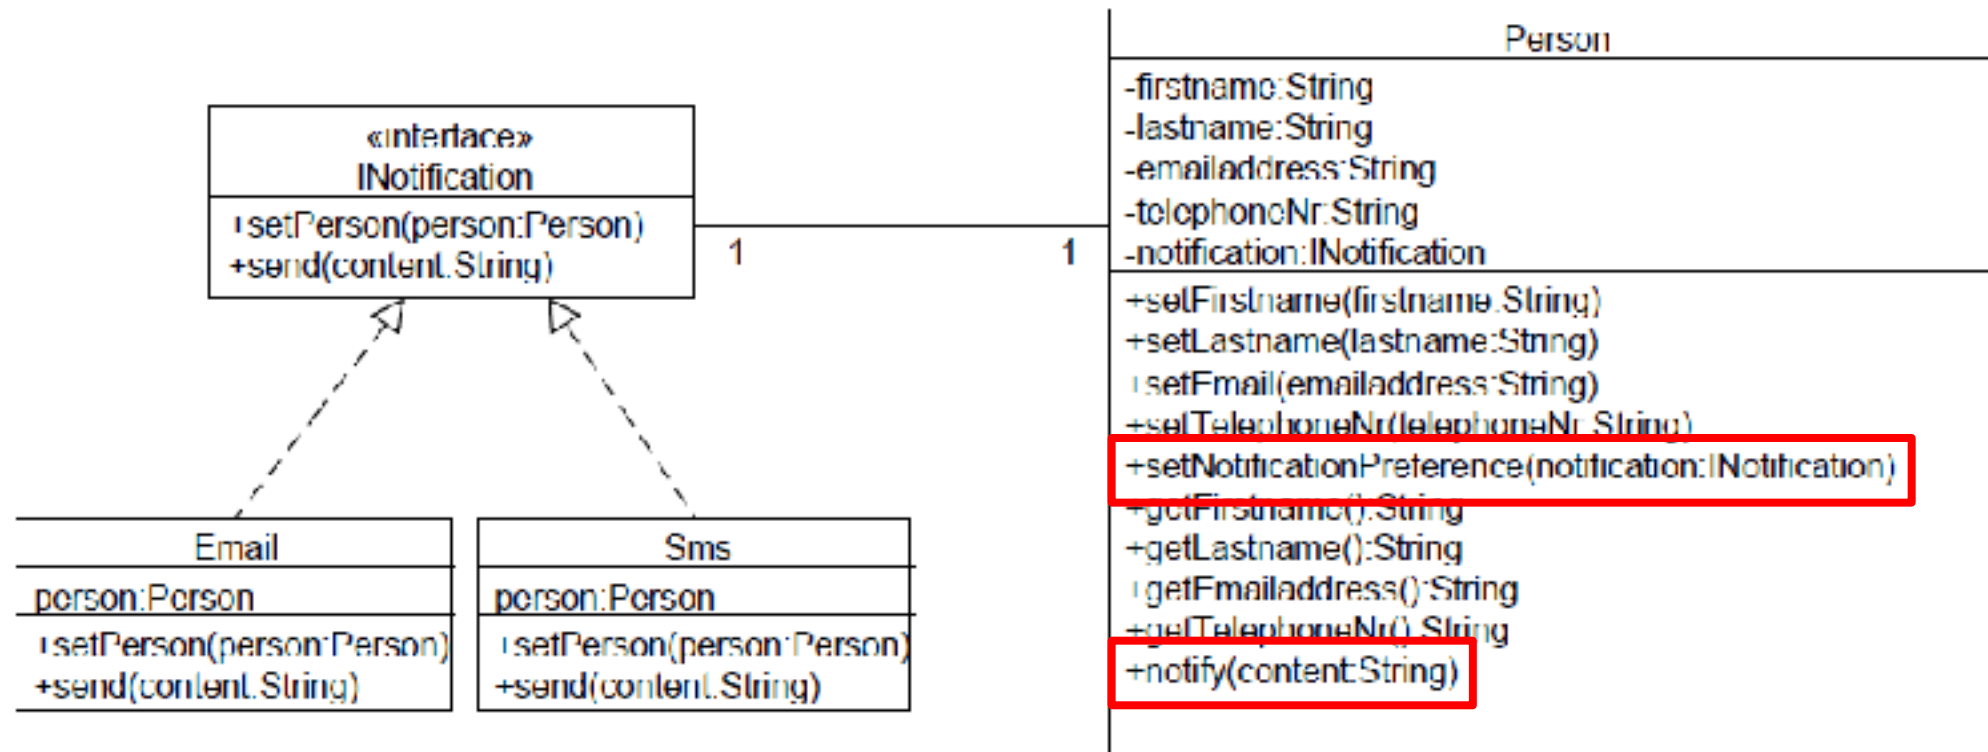 «interface»
INotification
+setPerson(person:Person)
+send(content:String)
1
1
Email
person:Person
+setPerson(person:Person)
+send(content:String)
Sms
person:Person
+setPerson(person:Person)
+send(content:String)
Person
-firstname:String
-lastname:String
-emailaddress:String
-telephoneNr:String
-notification:INotification
+setFirstname(firstname:String)
+setLastname(lastname:String)
+setEmail(emailaddress:String)
+setTelephoneNr(telephoneNr:String)
+setNotificationPreference(notification:INotification)
+getFirstname():String
+getLastname():String
+getEmailaddress():String
+getTelephoneNr():String
+notify(content:String)